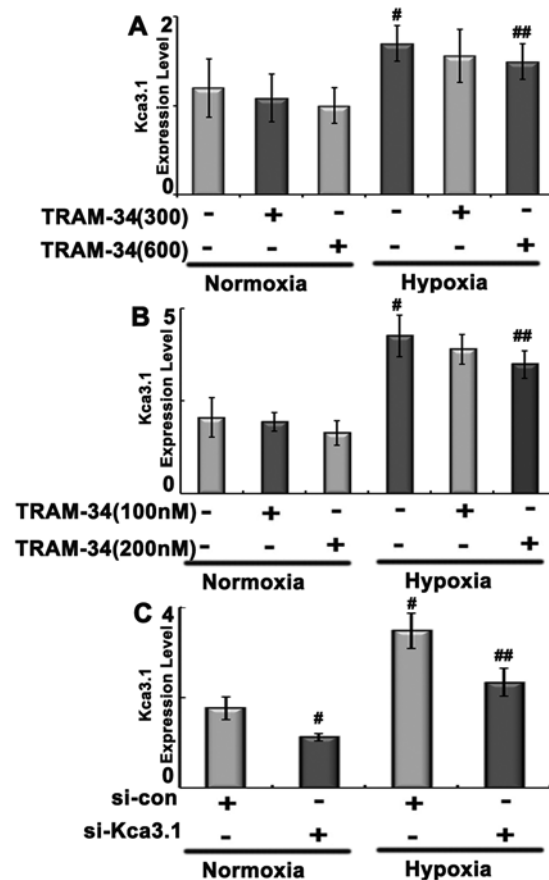 A
2
Kca3.1
Expression Level
0
#
##
TRAM-34(300) - + - - + -
TRAM-34(600) - - + - - +
Normoxia Hypoxia
B
5
Kca3.1
Expression Level
0
#
##
TRAM-34(100nM) - + - - + -
TRAM-34(200nM) - - + - - +
Normoxia Hypoxia
C
4
Kca3.1
Expression Level
0
#
#
##
si-con + - + -
si-Kca3.1 - + - +
Normoxia Hypoxia